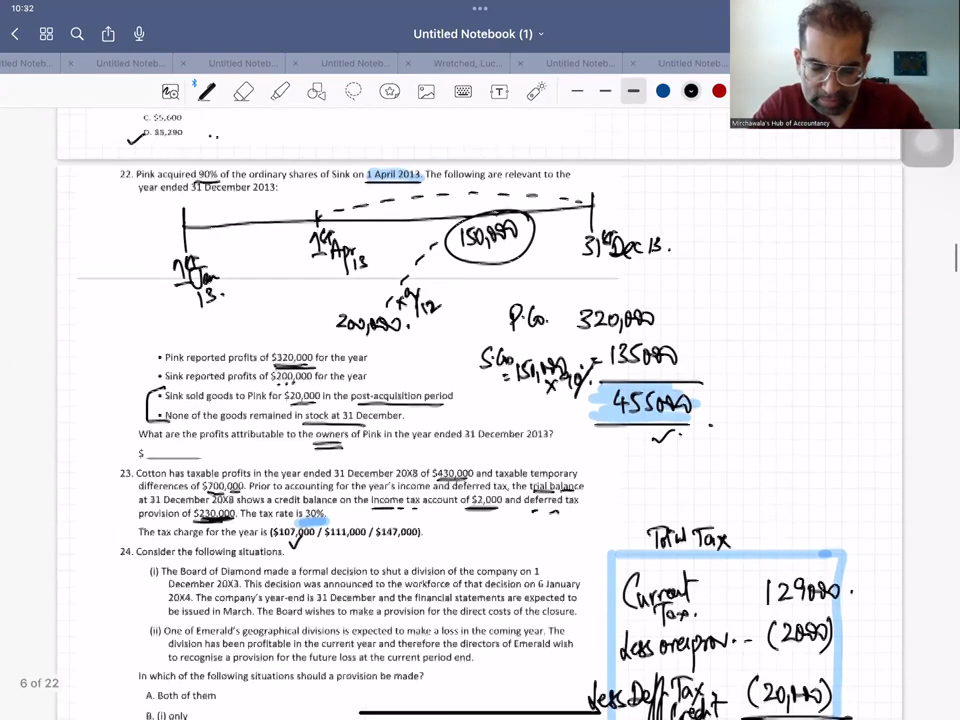 10:32
Untitled Notebook (1)
tled Noteb...
Untitled Noteb...
Untitled Noteb...
Untitled Noteb...
Wretched, Luc...
Untitled Noteb...
Untitled Noteb...
Mirchawala's Hub of Accountancy
C. $5,600
D. $5,290
22. Pink acquired 90% of the ordinary shares of Sink on 1 April 2013. The following are relevant to the
year ended 31 December 2013:
150,000
1st Jan 13.
1st Apr 13
31st Dec 13.
200,000. x 9/12
P.Co. 320,000
S.Co = 150,000 x 90% = 135000
455000
• Pink reported profits of $320,000 for the year
• Sink reported profits of $200,000 for the year
• Sink sold goods to Pink for $20,000 in the post-acquisition period
• None of the goods remained in stock at 31 December.
What are the profits attributable to the owners of Pink in the year ended 31 December 2013?
$ ________
23. Cotton has taxable profits in the year ended 31 December 20X8 of $430,000 and taxable temporary
differences of $700,000. Prior to accounting for the year's income and deferred tax, the trial balance
at 31 December 20X8 shows a credit balance on the income tax account of $2,000 and deferred tax
provision of $230,000. The tax rate is 30%.
The tax charge for the year is ($107,000 / $111,000 / $147,000).
24. Consider the following situations.
(i) The Board of Diamond made a formal decision to shut a division of the company on 1
December 20X3. This decision was announced to the workforce of that decision on 6 January
20X4. The company's year-end is 31 December and the financial statements are expected to
be issued in March. The Board wishes to make a provision for the direct costs of the closure.
(ii) One of Emerald's geographical divisions is expected to make a loss in the coming year. The
division has been profitable in the current year and therefore the directors of Emerald wish to
recognise a provision for the future loss at the current period end.
In which of the following situations should a provision be made?
A. Both of them
B. (i) only
Total Tax
Current Tax. 129000.
Less overprov.-- (2000)
Less Deff Tax Credit (20,000)
6 of 22